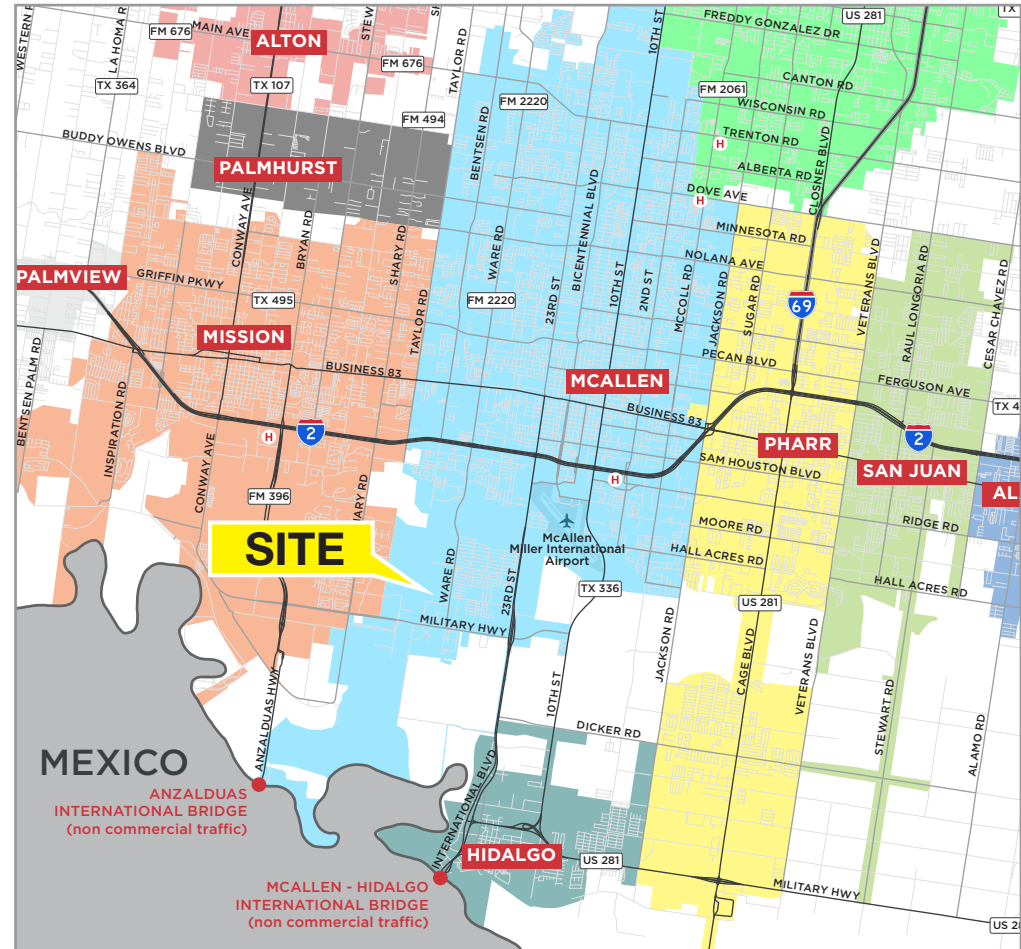 WESTERN R
LA HOMA R
STEW
TAYLOR RD
SH
10TH ST
US 281
TX
FREDDY GONZALEZ DR
FM 676
MAIN AVE
ALTON
FM 676
CANTON RD
TX 364
TX 107
FM 2061
WISCONSIN RD
FM 2220
FM 494
TRENTON RD
H
BUDDY OWENS BLVD
BENTSEN RD
CLOSNER BLVD
ALBERTA RD
PALMHURST
DOVE AVE
H
CONWAY AVE
BRYAN RD
SHARY RD
WARE RD
BICENTENNIAL BLVD
MINNESOTA RD
NOLANA AVE
PALMVIEW
GRIFFIN PKWY
TX 495
FM 2220
23RD ST
10TH ST
2ND ST
MCCOLL RD
JACKSON RD
SUGAR RD
69
VETERANS BLVD
RAUL LONGORIA RD
CESAR CHAVEZ RD
MISSION
TAYLOR RD
PECAN BLVD
BENTSEN PALM RD
BUSINESS 83
MCALLEN
FERGUSON AVE
TX 4
BUSINESS 83
INSPIRATION RD
H
2
PHARR
2
SAM HOUSTON BLVD
SAN JUAN
CONWAY AVE
H
FM 396
HARY RD
AL
MOORE RD
RIDGE RD
SITE
McAllen
Miller International
Airport
HALL ACRES RD
HALL ACRES RD
WARE RD
23RD ST
TX 336
US 281
MILITARY HWY
JACKSON RD
CAGE BLVD
VETERANS BLVD
STEWART RD
ALAMO RD
ANZALDUAS HWY
10TH ST
DICKER RD
MEXICO
INTERNATIONAL BLVD
ANZALDUAS
INTERNATIONAL BRIDGE
(non commercial traffic)
HIDALGO
US 281
MCALLEN - HIDALGO
INTERNATIONAL BRIDGE
(non commercial traffic)
MILITARY HWY
US 28